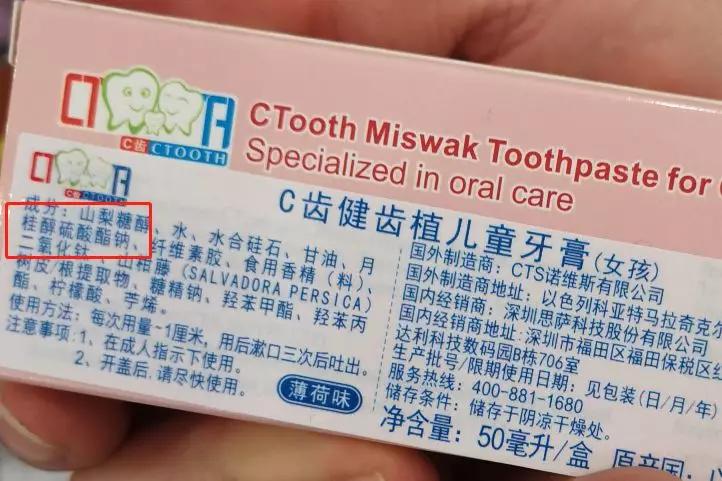 C齿 CTOOTH
CTooth Miswak Toothpaste for
Specialized in oral care
C齿 CTOOTH
C齿健齿植儿童牙膏(女孩)
成分：山梨糖醇、水、水合硅石、甘油、月
桂醇硫酸酯钠、纤维素胶、食用香精（料）、
二氧化钛、山柑藤(SALVADORA PERSICA)
树皮/根提取物、糖精钠、羟苯甲酯、羟苯丙
酯、柠檬酸、苧烯。
使用方法：每次用量~1厘米，用后漱口三次后吐出。
注意事项：1、在成人指示下使用。
2、开盖后，请尽快使用。
薄荷味
国外制造商：CTS诺维斯有限公司
国外制造商地址：以色列科亚特马拉奇克小
国内经销商：深圳思萨科技股份有限公司
国内经销商地址：深圳市福田区福田保税区红
达利科技数码园B栋706室
生产批号/限期使用日期：见包装(日/月/年)
服务热线：400-881-1680
储存条件：储存于阴凉干燥处。
净含量：50毫升/盒 原产国：以